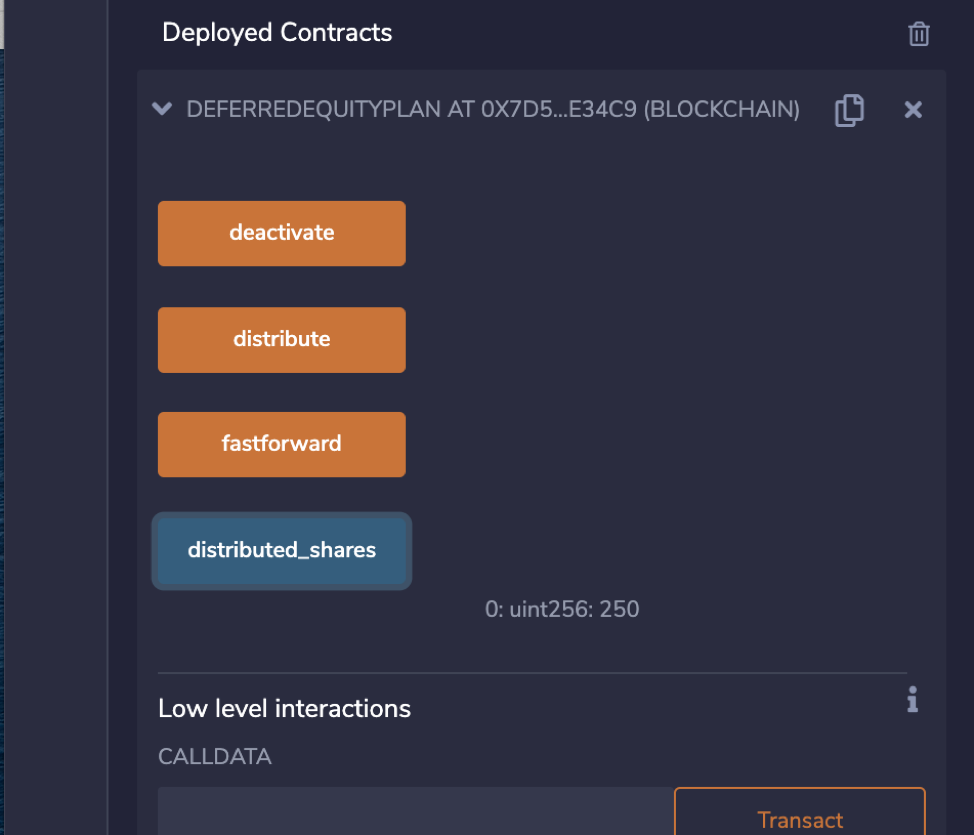 Deployed Contracts
DEFERREDEQUITYPLAN AT 0X7D5...E34C9 (BLOCKCHAIN)
deactivate
distribute
fastforward
distributed_shares
0: uint256: 250
Low level interactions
CALLDATA
Transact